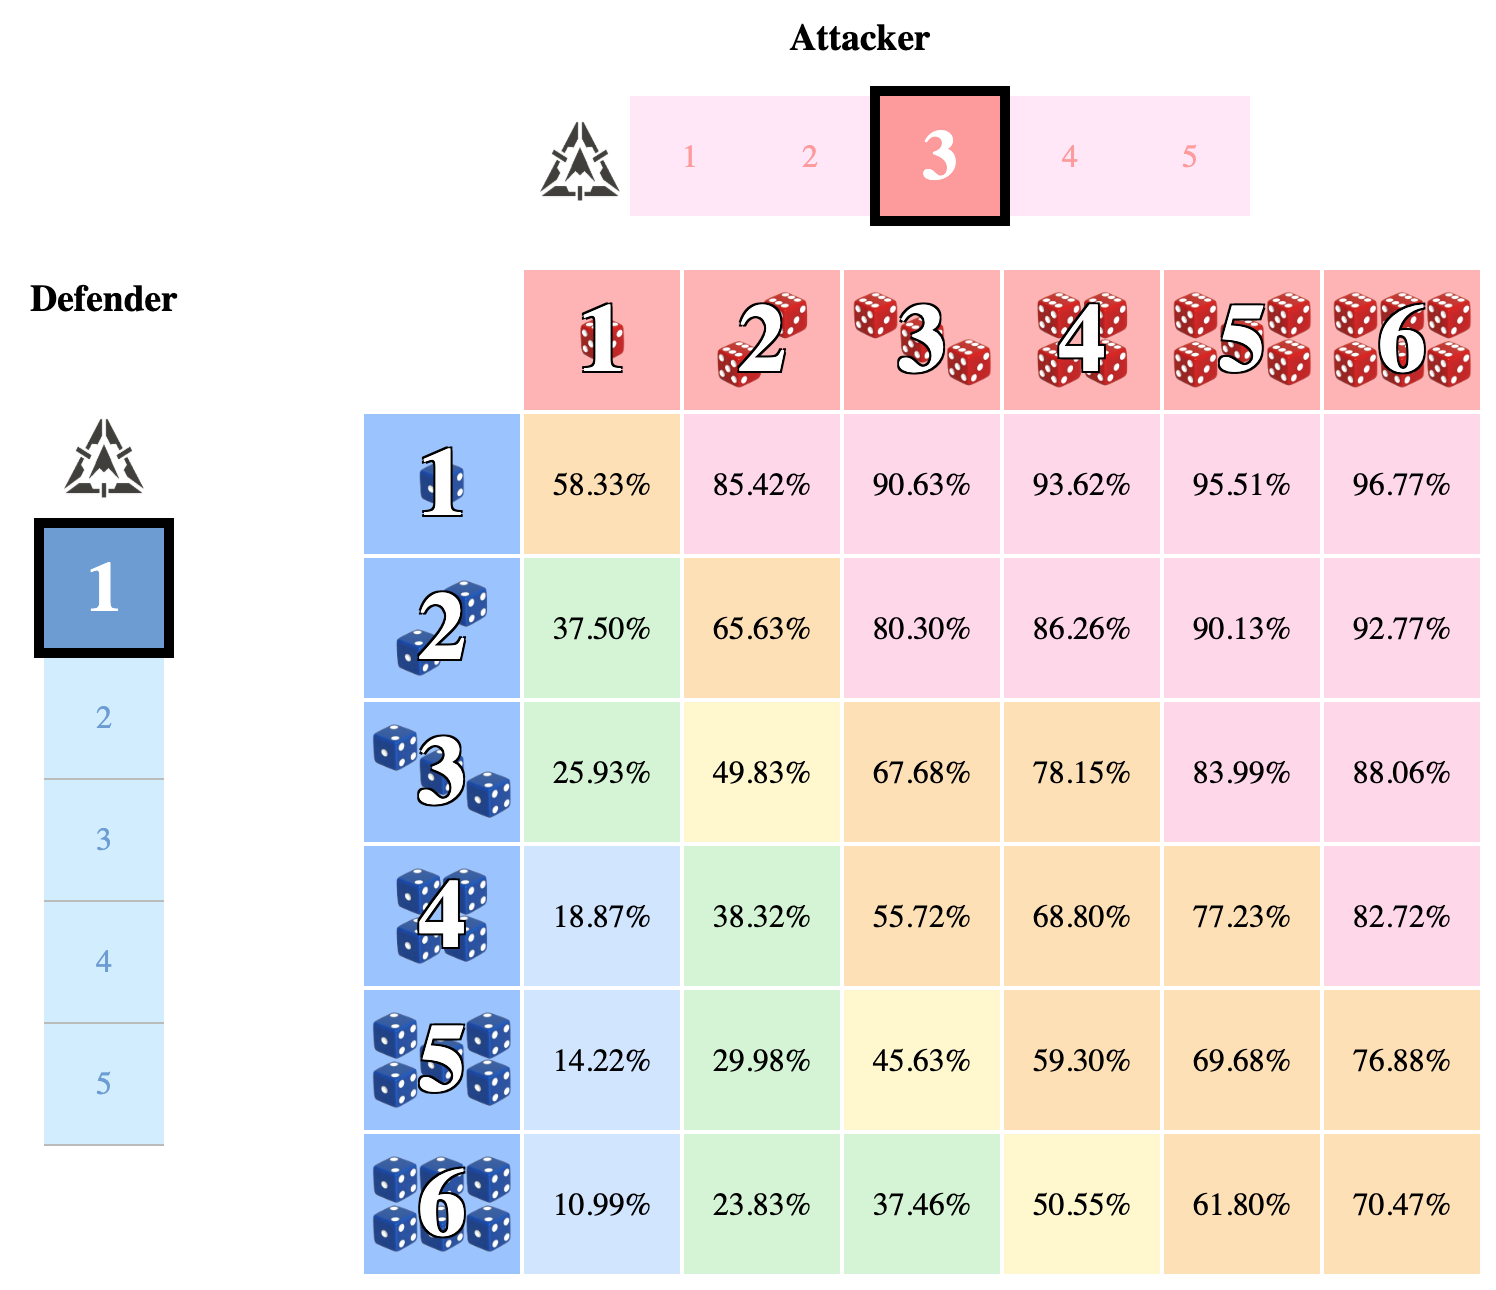 Attacker
1 2 3 4 5
Defender
1 2 3 4 5 6
1 58.33% 85.42% 90.63% 93.62% 95.51% 96.77%
1
2 37.50% 65.63% 80.30% 86.26% 90.13% 92.77%
2
3 25.93% 49.83% 67.68% 78.15% 83.99% 88.06%
3
4 18.87% 38.32% 55.72% 68.80% 77.23% 82.72%
4
5 14.22% 29.98% 45.63% 59.30% 69.68% 76.88%
5
6 10.99% 23.83% 37.46% 50.55% 61.80% 70.47%